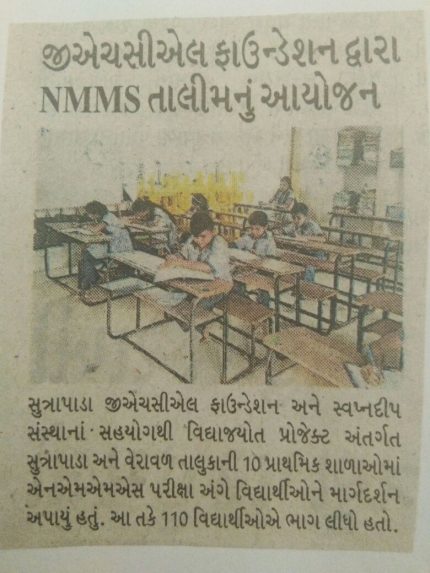 જીએચસીએલ ફાઉન્ડેશન દ્વારા
NMMS તાલીમનું આયોજન
સુત્રાપાડા જીએચસીએલ ફાઉન્ડેશન અને સ્વપ્નદીપ
સંસ્થાનાં સહયોગથી વિદ્યાજયોત પ્રોજેક્ટ અંતર્ગત
સુત્રાપાડા અને વેરાવળ તાલુકાની 10 પ્રાથમિક શાળાઓમાં
એનએમએમએસ પરીક્ષા અંગે વિદ્યાર્થીઓને માર્ગદર્શન
અપાયું હતું. આ તકે 110 વિદ્યાર્થીઓએ ભાગ લીધો હતો.